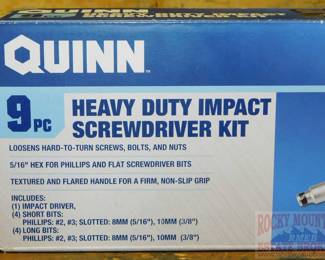 QUINN™
9 PC
HEAVY DUTY IMPACT
SCREWDRIVER KIT
LOOSENS HARD-TO-TURN SCREWS, BOLTS, AND NUTS
5/16" HEX FOR PHILLIPS AND FLAT SCREWDRIVER BITS
TEXTURED AND FLARED HANDLE FOR A FIRM, NON-SLIP GRIP
INCLUDES:
(1) IMPACT DRIVER,
(4) SHORT BITS:
PHILLIPS: #2, #3; SLOTTED: 8MM (5/16"), 10MM (3/8")
(4) LONG BITS:
PHILLIPS: #2, #3; SLOTTED: 8MM (5/16"), 10MM (3/8")
ROCKY MOUNT
ESTATE